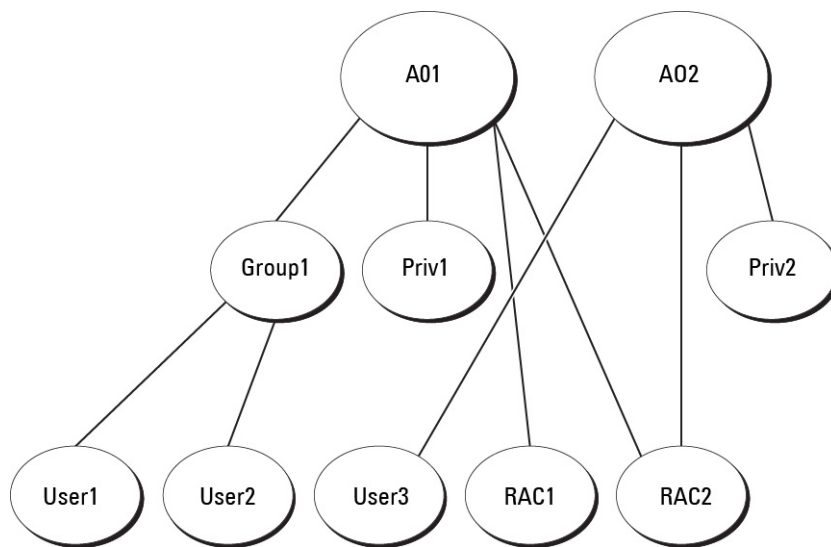 A01
AO2
Group1
Priv1
Priv2
User1
User2
User3
RAC1
RAC2